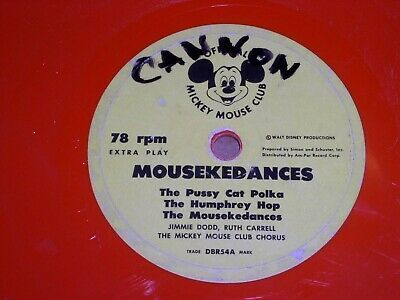 CANNON
OFFICIAL
MICKEY MOUSE CLUB
78 rpm
EXTRA PLAY
© WALT DISNEY PRODUCTIONS
Prepared by Simon and Schuster, Inc.
Distributed by Am-Par Record Corp.
MOUSEKEDANCES
The Pussy Cat Polka
The Humphrey Hop
The Mousekedances
JIMMIE DODD, RUTH CARRELL
THE MICKEY MOUSE CLUB CHORUS
TRADE DBR54A MARK